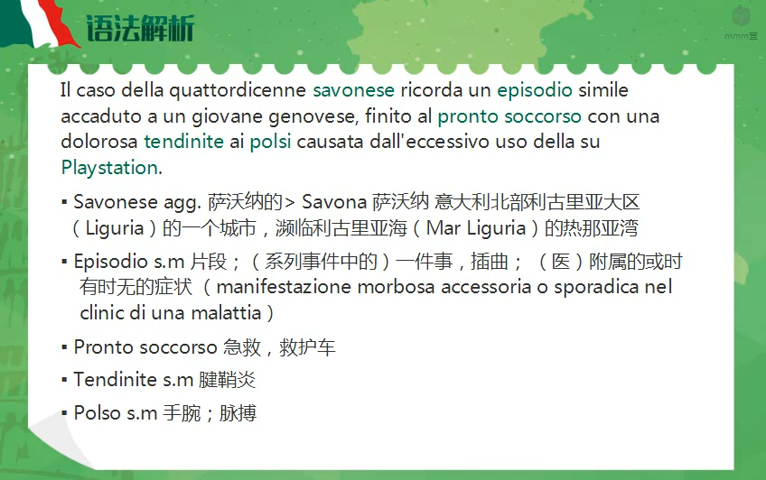 语法解析
mmm豆
Il caso della quattordicenne savonese ricorda un episodio simile
accaduto a un giovane genovese, finito al pronto soccorso con una
dolorosa tendinite ai polsi causata dall'eccessivo uso della su
Playstation.
▪ Savonese agg. 萨沃纳的> Savona 萨沃纳 意大利北部利古里亚大区
（Liguria）的一个城市，濒临利古里亚海（Mar Liguria）的热那亚湾
▪ Episodio s.m 片段；（系列事件中的）一件事，插曲； （医）附属的或时
有时无的症状 （ manifestazione morbosa accessoria o sporadica nel
clinic di una malattia ）
▪ Pronto soccorso 急救，救护车
▪ Tendinite s.m 腱鞘炎
▪ Polso s.m 手腕；脉搏